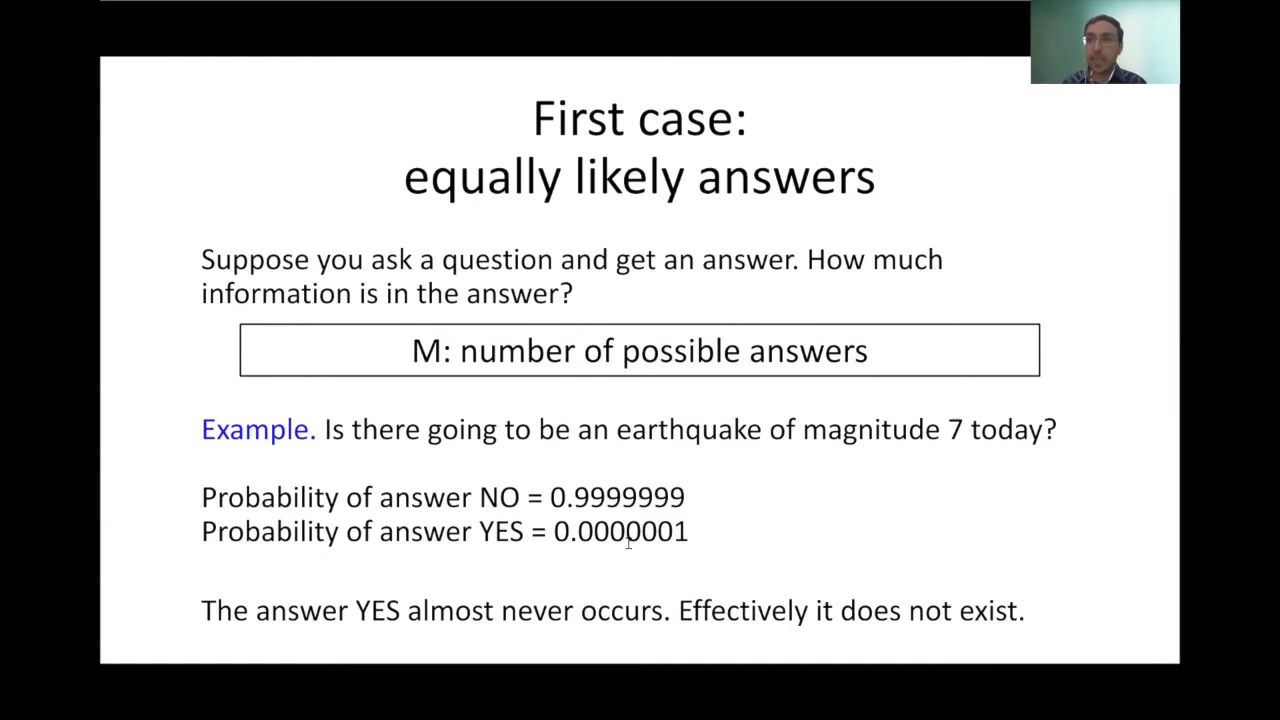 First case:
equally likely answers
Suppose you ask a question and get an answer. How much
information is in the answer?
M: number of possible answers
Example. Is there going to be an earthquake of magnitude 7 today?
Probability of answer NO = 0.9999999
Probability of answer YES = 0.0000001
The answer YES almost never occurs. Effectively it does not exist.